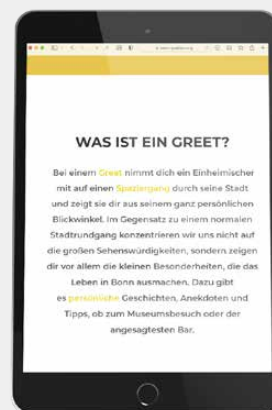 WAS IST EIN GREET?
Bei einem Greet nimmt dich ein Einheimischer
mit auf einen Spaziergang durch seine Stadt
und zeigt sie dir aus seinem ganz persönlichen
Blickwinkel. Im Gegensatz zu einem normalen
Stadtrundgang konzentrieren wir uns nicht auf
die großen Sehenswürdigkeiten, sondern zeigen
dir vor allem die kleinen Besonderheiten, die das
Leben in Bonn ausmachen. Dazu gibt
es persönliche Geschichten, Anekdoten und
Tipps, ob zum Museumsbesuch oder der
angesagtesten Bar.